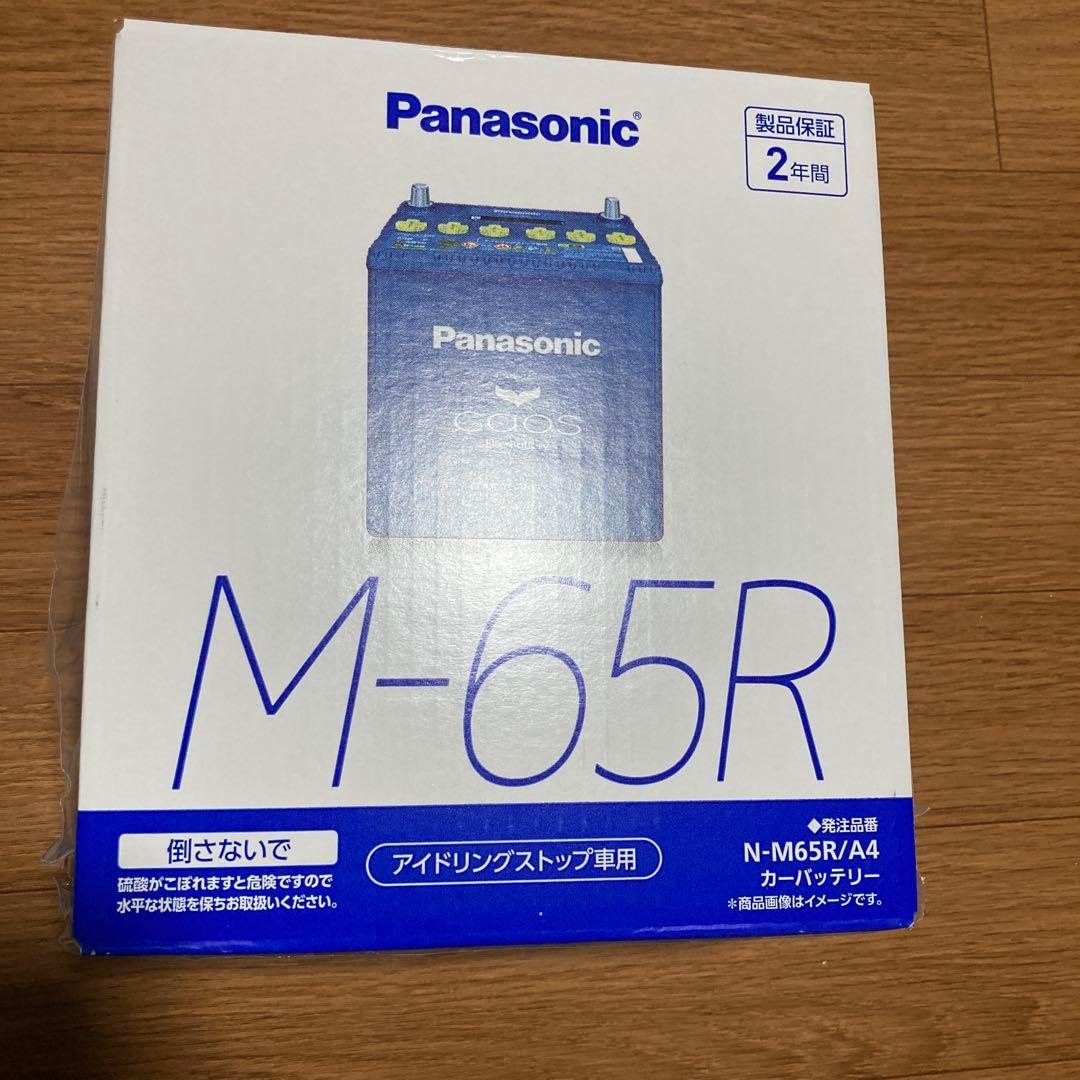 Panasonic®
製品保証
2年間
Panasonic
Panasonic
caos
Blue Battery
M-65R
倒さないで
硫酸がこぼれますと危険ですので
水平な状態を保ちお取扱いください。
アイドリングストップ車用
◆発注品番
N-M65R/A4
カーバッテリー
＊商品画像はイメージです。